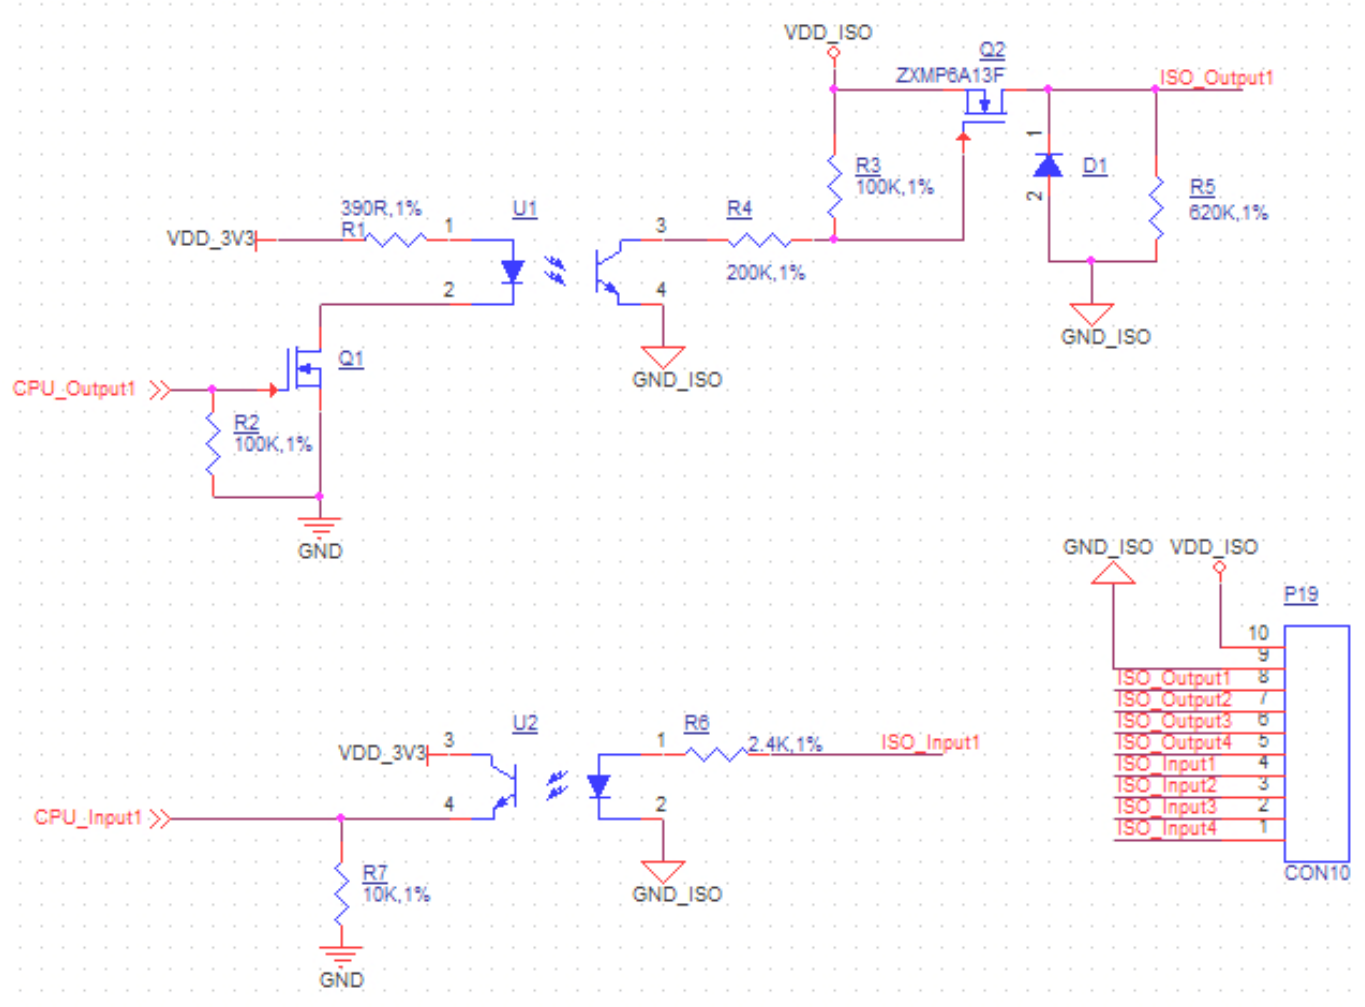 VDD_ISO
Q2
ZXMP6A13F
ISO_Output1
1
D1
2
R3
100K,1%
R5
620K,1%
390R,1%
R1
VDD_3V3
1
U1
3
R4
200K,1%
2
4
GND_ISO
GND_ISO
CPU_Output1
Q1
R2
100K,1%
GND
GND_ISO
VDD_ISO
P19
10
9
ISO_Output1 8
ISO_Output2 7
ISO_Output3 6
ISO_Output4 5
ISO_Input1 4
ISO_Input2 3
ISO_Input3 2
ISO_Input4 1
CON10
VDD_3V3
3
U2
1
R6
2.4K,1%
ISO_Input1
CPU_Input1
4
2
GND_ISO
R7
10K,1%
GND